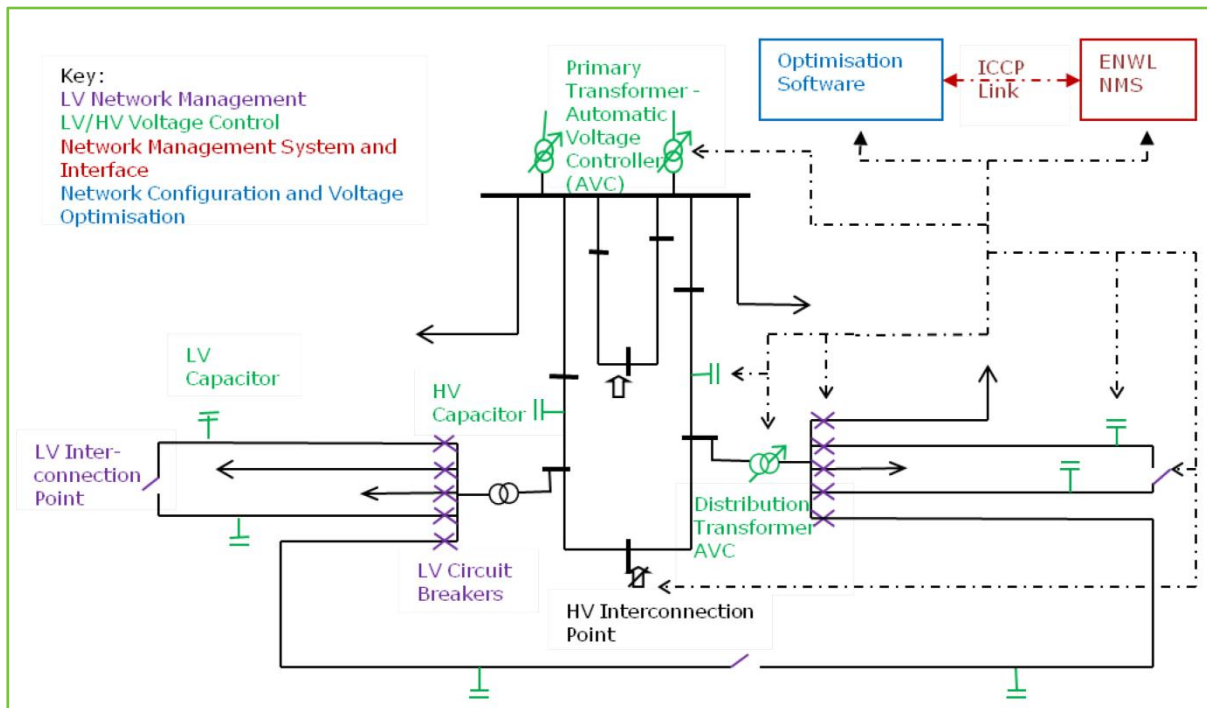 Key:
LV Network Management
LV/HV Voltage Control
Network Management System and
Interface
Network Configuration and Voltage
Optimisation
Primary
Transformer -
Automatic
Voltage
Controller
(AVC)
Optimisation
Software
ICCP
Link
ENWL
NMS
LV
Capacitor
HV
Capacitor
LV Inter-
connection
Point
LV Circuit
Breakers
Distribution
Transformer
AVC
HV Interconnection
Point